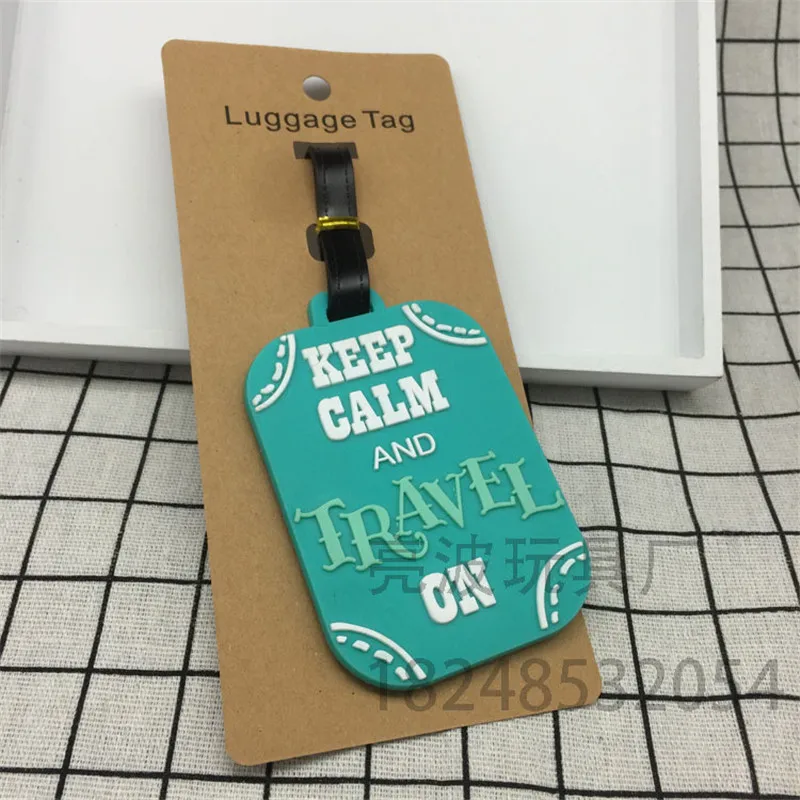 Luggage Tag
KEEP
CALM
AND
TRAVEL
ON
亮波玩具厂
18248532054